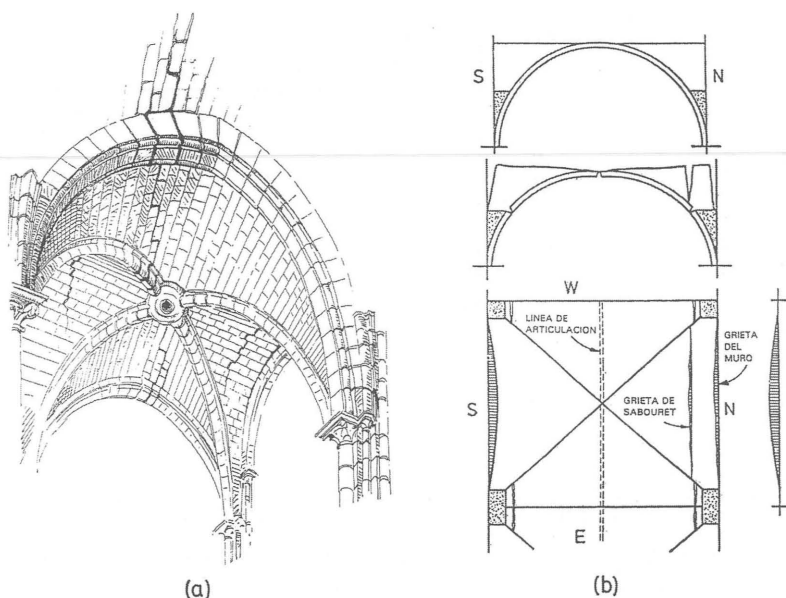 S
N
W
LINEA DE
ARTICULACION
GRIETA
DEL
MURO
S
GRIETA DE
SABOURET
N
E
(a)
(b)